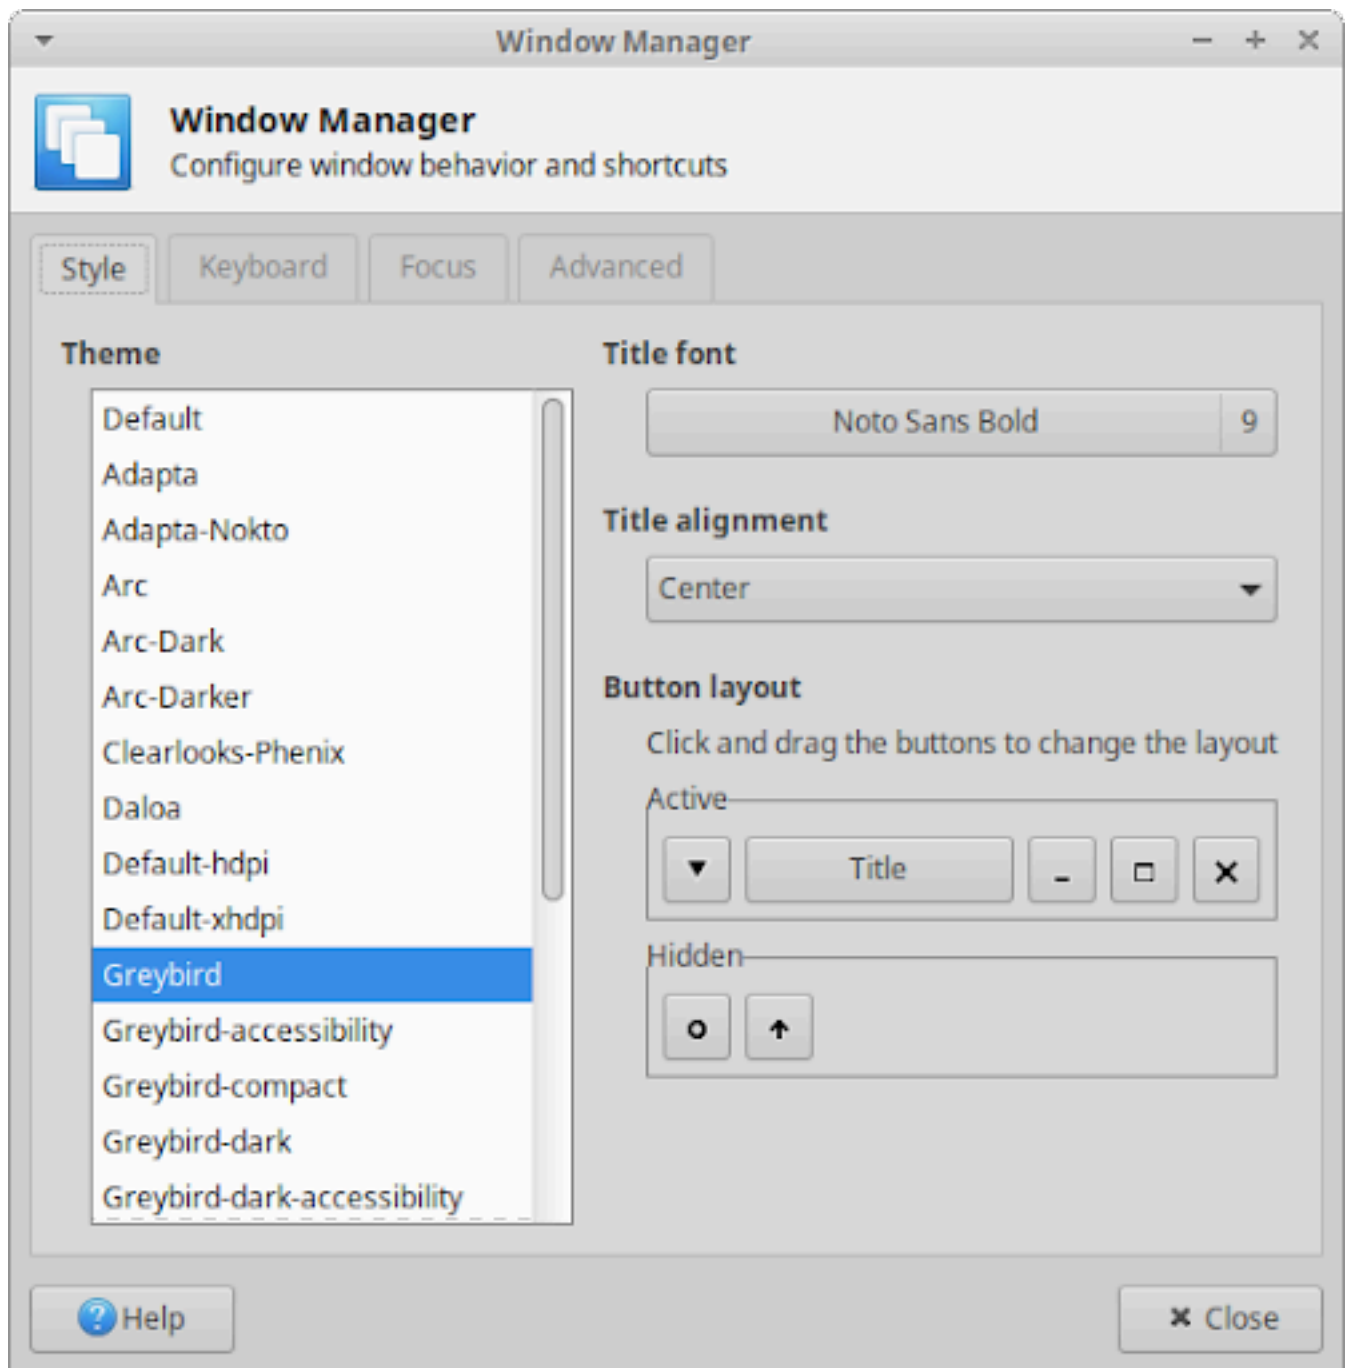 Window Manager
Window Manager
Configure window behavior and shortcuts
Style Keyboard Focus Advanced
Theme
Default
Adapta
Adapta-Nokto
Arc
Arc-Dark
Arc-Darker
Clearlooks-Phenix
Daloa
Default-hdpi
Default-xhdpi
Greybird
Greybird-accessibility
Greybird-compact
Greybird-dark
Greybird-dark-accessibility
Title font
Noto Sans Bold 9
Title alignment
Center
Button layout
Click and drag the buttons to change the layout
Active
Title
Hidden
Help
Close